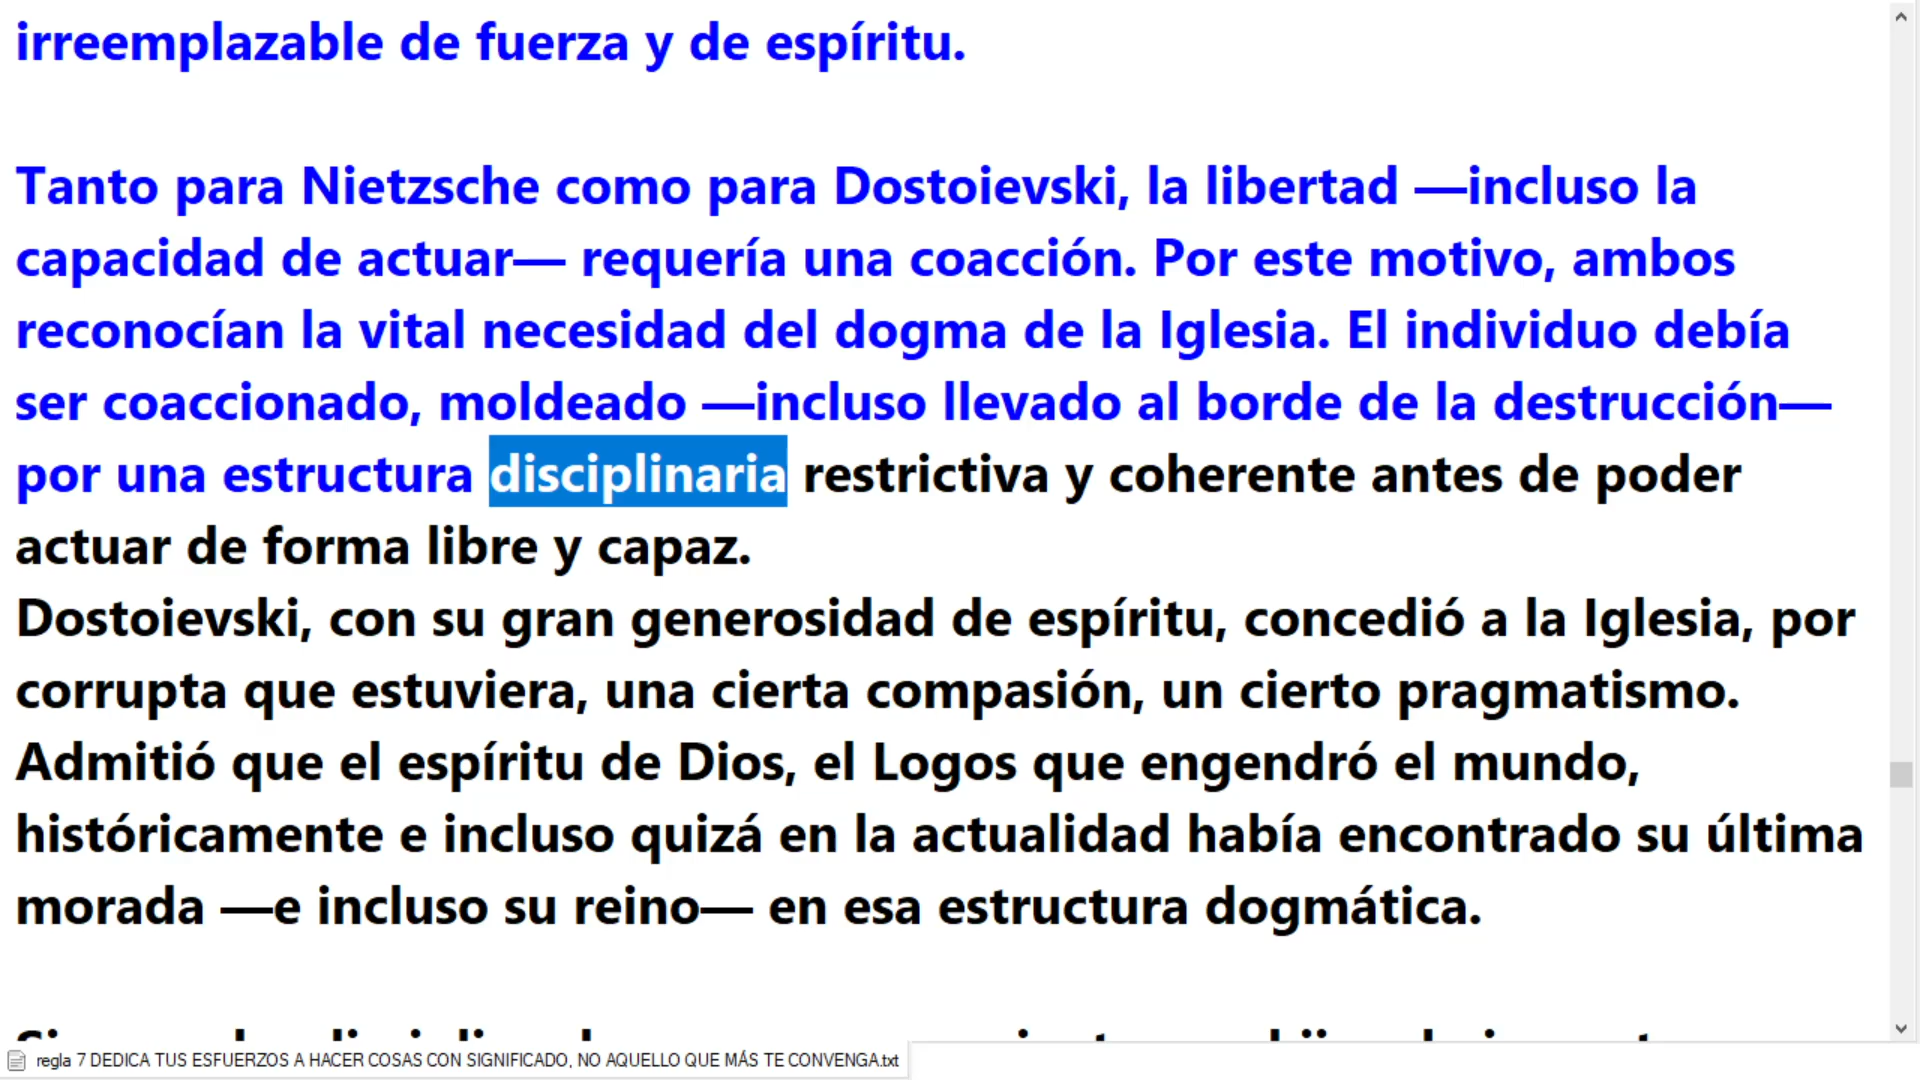 irreemplazable de fuerza y de espíritu.
Tanto para Nietzsche como para Dostoievski, la libertad —incluso la
capacidad de actuar— requería una coacción. Por este motivo, ambos
reconocían la vital necesidad del dogma de la Iglesia. El individuo debía
ser coaccionado, moldeado —incluso llevado al borde de la destrucción—
por una estructura disciplinaria restrictiva y coherente antes de poder
actuar de forma libre y capaz.
Dostoievski, con su gran generosidad de espíritu, concedió a la Iglesia, por
corrupta que estuviera, una cierta compasión, un cierto pragmatismo.
Admitió que el espíritu de Dios, el Logos que engendró el mundo,
históricamente e incluso quizá en la actualidad había encontrado su última
morada —e incluso su reino— en esa estructura dogmática.
regla 7 DEDICA TUS ESFUERZOS A HACER COSAS CON SIGNIFICADO, NO AQUELLO QUE MÁS TE CONVENGA.txt